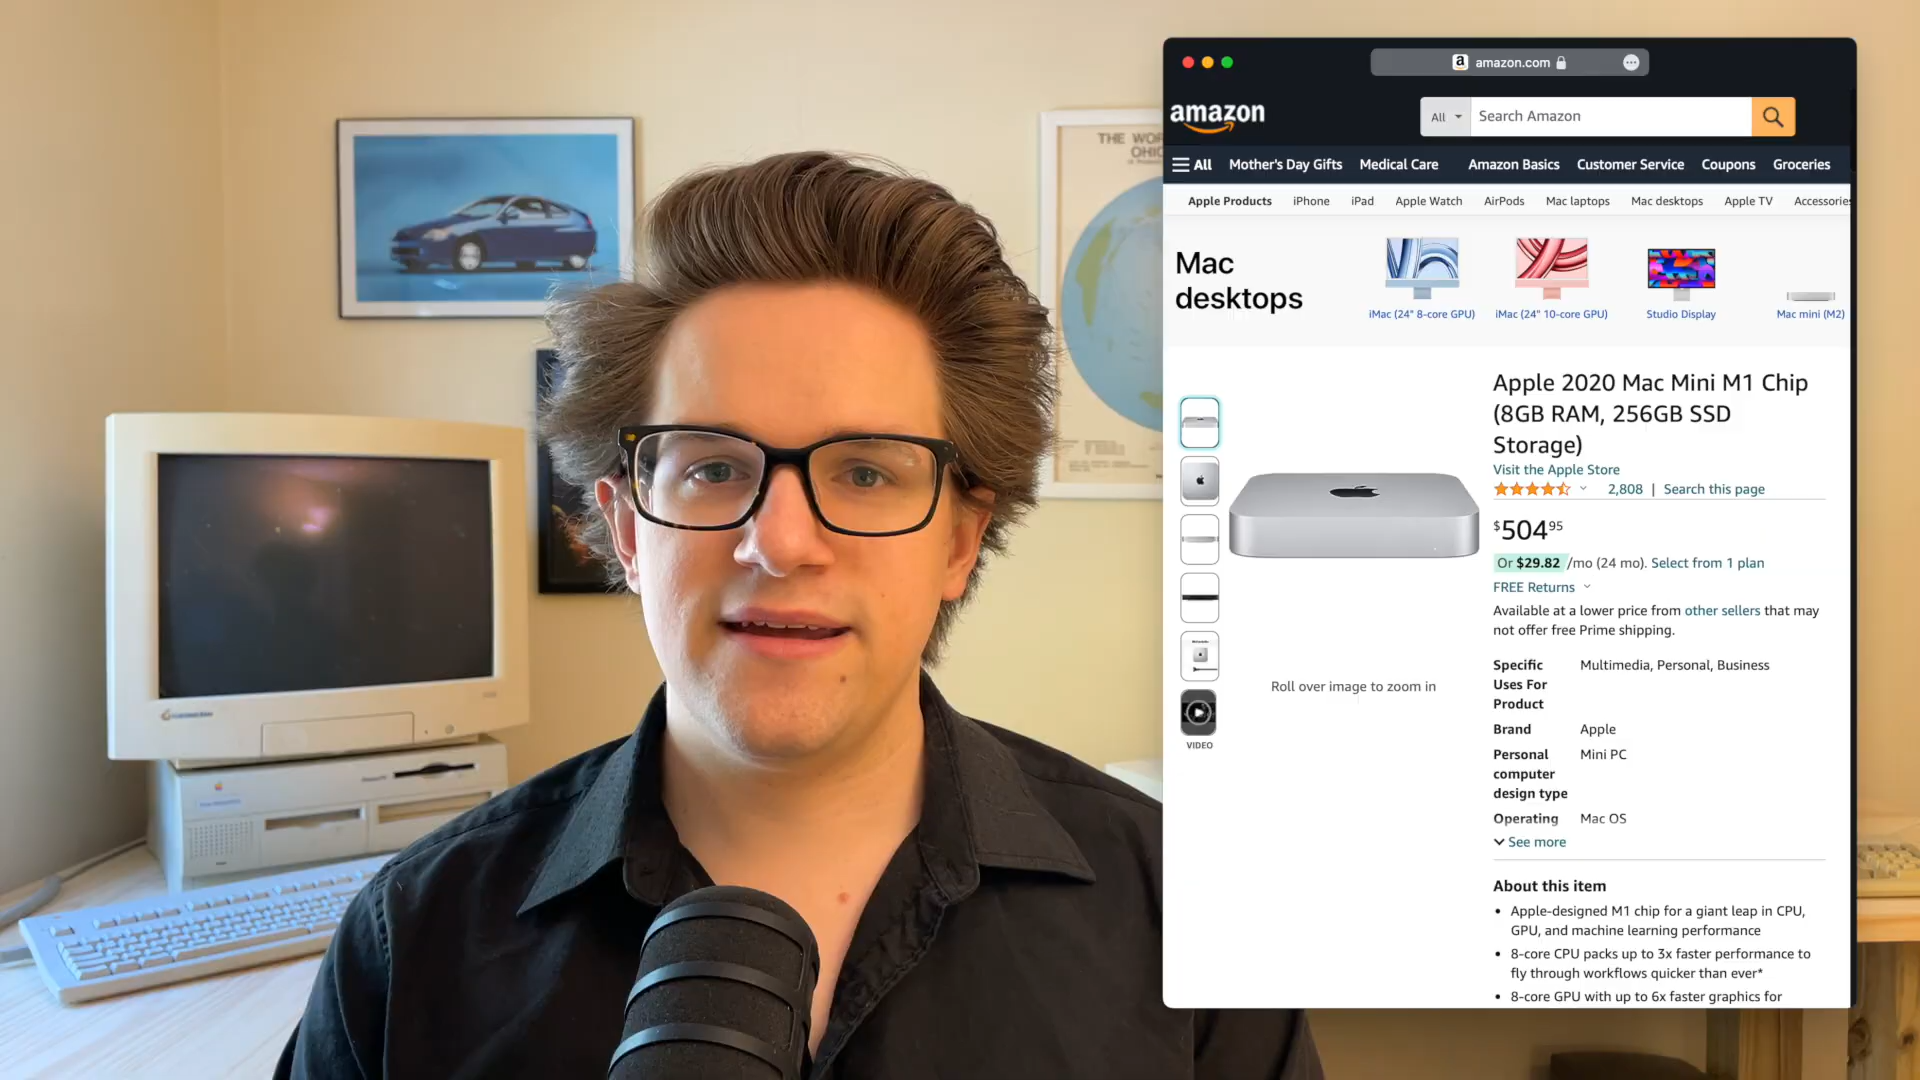 THE WOR
OHIO
amazon.com
amazon
All
Search Amazon
All
Mother's Day Gifts
Medical Care
Amazon Basics
Customer Service
Coupons
Groceries
Apple Products
iPhone
iPad
Apple Watch
AirPods
Mac laptops
Mac desktops
Apple TV
Accessories
Mac
desktops
iMac (24" 8-core GPU)
iMac (24" 10-core GPU)
Studio Display
Mac mini (M2)
Apple 2020 Mac Mini M1 Chip
(8GB RAM, 256GB SSD
Storage)
Visit the Apple Store
2,808 | Search this page
$504.95
Or $29.82 /mo (24 mo). Select from 1 plan
FREE Returns
Available at a lower price from other sellers that may
not offer free Prime shipping.
Specific
Uses For
Product
Multimedia, Personal, Business
Brand
Apple
Personal
computer
design type
Mini PC
Operating
Mac OS
See more
Roll over image to zoom in
VIDEO
About this item
• Apple-designed M1 chip for a giant leap in CPU,
GPU, and machine learning performance
• 8-core CPU packs up to 3x faster performance to
fly through workflows quicker than ever*
• 8-core GPU with up to 6x faster graphics for